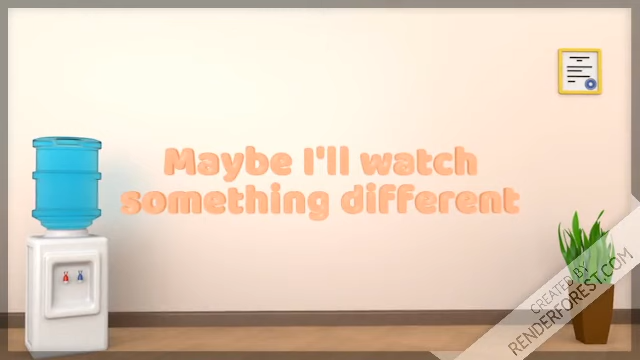 Maybe I'll watch
something different
CREATED BY
RENDERFOREST.COM